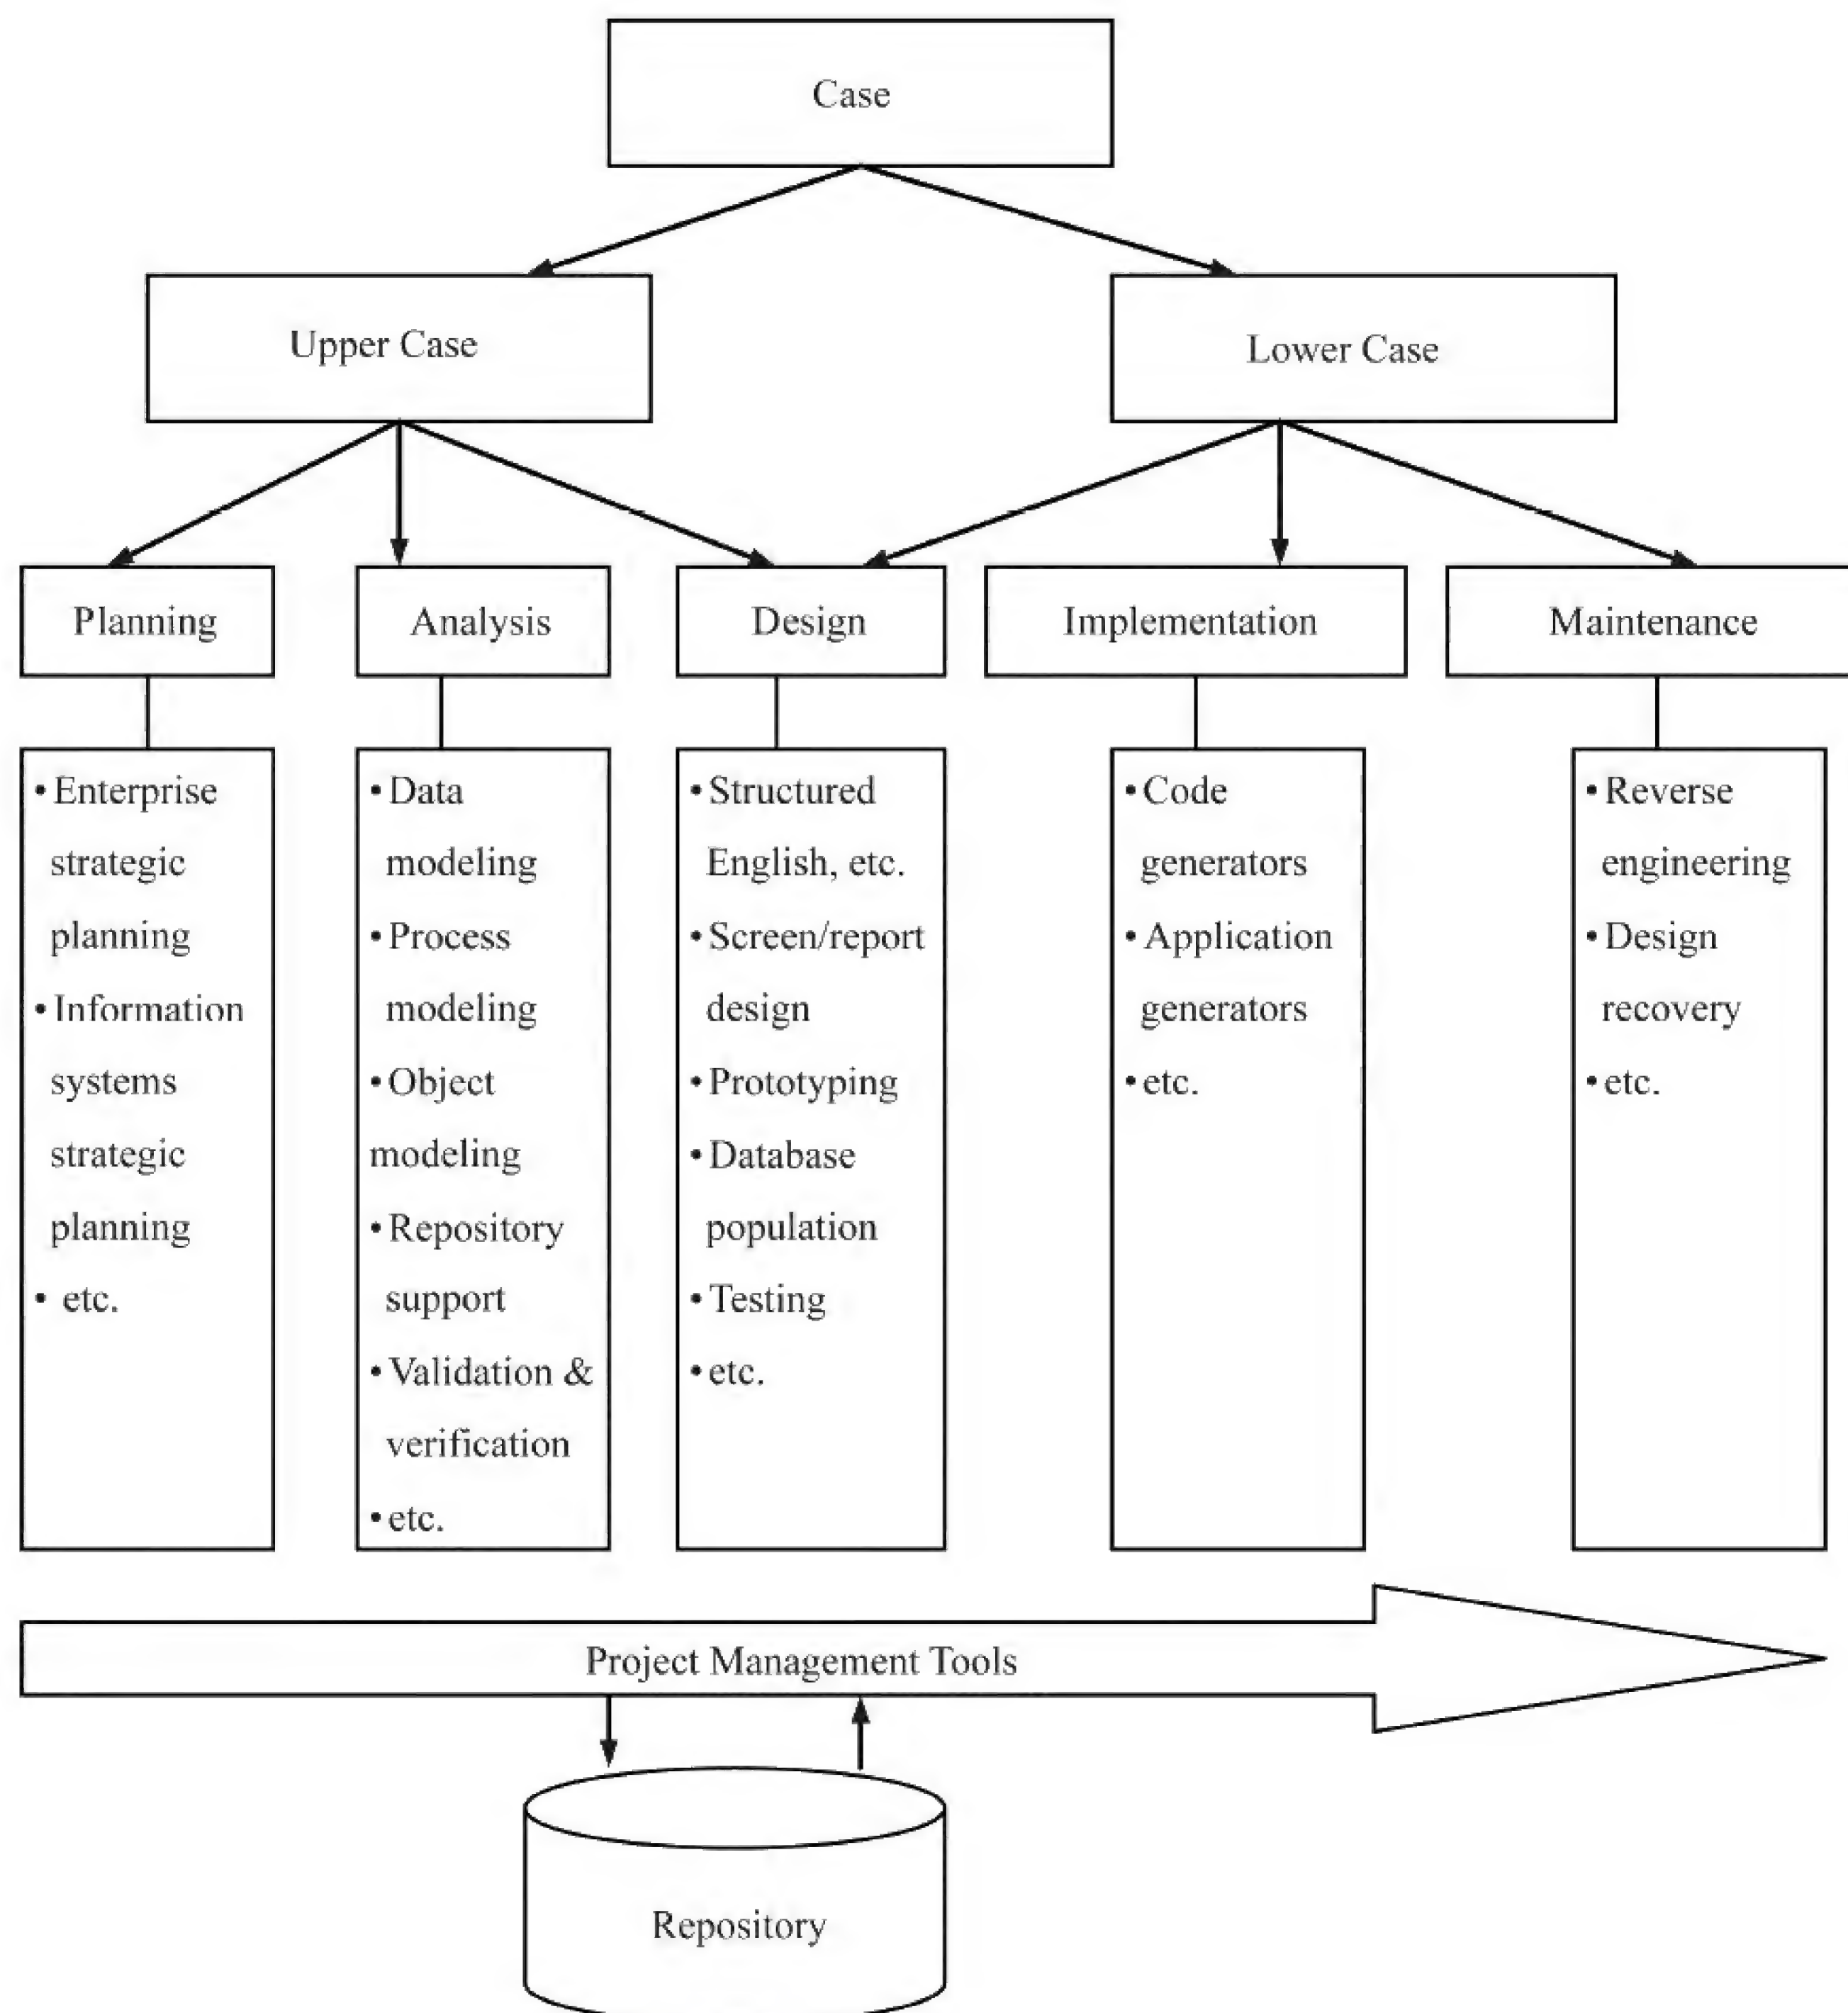 Case
Upper Case
Lower Case
Planning
Analysis
Design
Implementation
Maintenance
• Enterprise
strategic
planning
• Information
systems
strategic
planning
• etc.
• Data
modeling
• Process
modeling
• Object
modeling
• Repository
support
• Validation &
verification
• etc.
• Structured
English, etc.
• Screen/report
design
• Prototyping
• Database
population
• Testing
• etc.
• Code
generators
• Application
generators
• etc.
• Reverse
engineering
• Design
recovery
• etc.
Project Management Tools
Repository